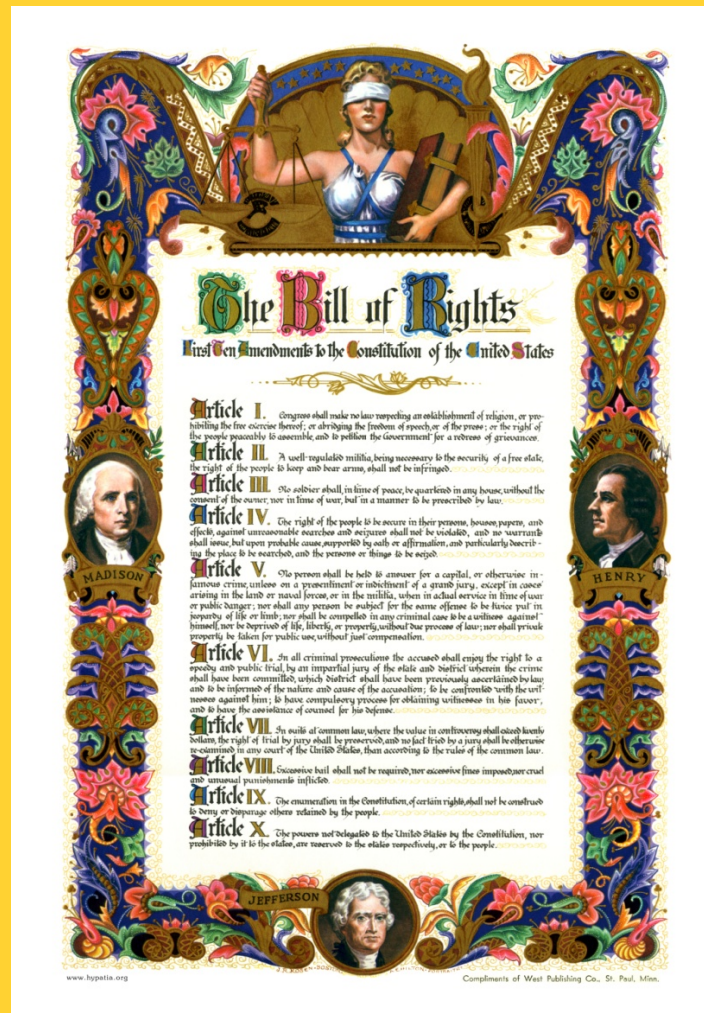 The Bill of Rights
First Ten Amendments to the Constitution of the United States
Article I. Congress shall make no law respecting an establishment of religion, or pro-
hibiting the free exercise thereof; or abridging the freedom of speech, or of the press; or the right of
the people peaceably to assemble, and to petition the Government for a redress of grievances.
Article II. A well-regulated militia, being necessary to the security of a free state,
the right of the people to keep and bear arms, shall not be infringed.
Article III. No soldier shall, in time of peace, be quartered in any house, without the
consent of the owner, nor in time of war, but in a manner to be prescribed by law.
Article IV. The right of the people to be secure in their persons, houses, papers, and
effects, against unreasonable searches and seizures shall not be violated, and no warrants
shall issue, but upon probable cause, supported by oath or affirmation, and particularly describ-
ing the place to be searched, and the persons or things to be seized.
Article V. No person shall be held to answer for a capital, or otherwise in-
famous crime, unless on a presentment or indictment of a grand jury, except in cases
arising in the land or naval forces, or in the militia, when in actual service in time of war
or public danger; nor shall any person be subject for the same offense to be twice put in
jeopardy of life or limb; nor shall be compelled in any criminal case to be a witness against
himself, nor be deprived of life, liberty, or property, without due process of law; nor shall private
property be taken for public use, without just compensation.
Article VI. In all criminal prosecutions the accused shall enjoy the right to a
speedy and public trial, by an impartial jury of the state and district wherein the crime
shall have been committed, which district shall have been previously ascertained by law,
and to be informed of the nature and cause of the accusation; to be confronted with the wit-
nesses against him; to have compulsory process for obtaining witnesses in his favor,
and to have the assistance of counsel for his defense.
Article VII. In suits at common law, where the value in controversy shall exceed twenty
dollars, the right of trial by jury shall be preserved, and no fact tried by a jury shall be otherwise
re-examined in any court of the United States, than according to the rules of the common law.
Article VIII. Excessive bail shall not be required, nor excessive fines imposed, nor cruel
and unusual punishments inflicted.
Article IX. The enumeration in the Constitution, of certain rights, shall not be construed
to deny or disparage others retained by the people.
Article X. The powers not delegated to the United States by the Constitution, nor
prohibited by it to the states, are reserved to the states respectively, or to the people.
MADISON
HENRY
JEFFERSON
www.hypatia.org
Compliments of West Publishing Co., St. Paul, Minn.